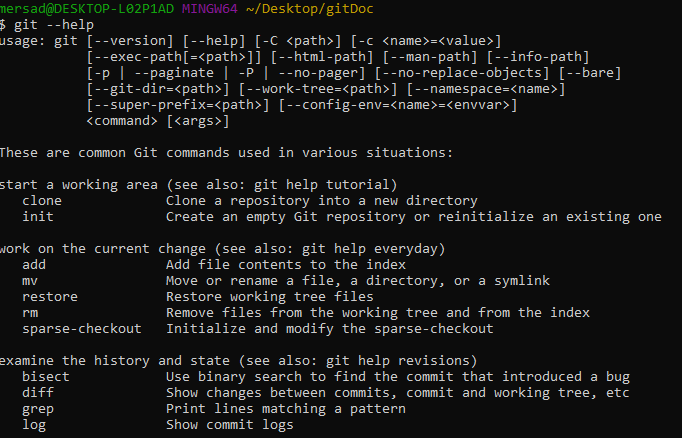 mersad@DESKTOP-L02P1AD MINGW64 ~/Desktop/gitDoc
$ git --help
usage: git [--version] [--help] [-C <path>] [-c <name>=<value>]
           [--exec-path[=<path>]] [--html-path] [--man-path] [--info-path]
           [-p | --paginate | -P | --no-pager] [--no-replace-objects] [--bare]
           [--git-dir=<path>] [--work-tree=<path>] [--namespace=<name>]
           [--super-prefix=<path>] [--config-env=<name>=<envvar>]
           <command> [<args>]

These are common Git commands used in various situations:

start a working area (see also: git help tutorial)
   clone             Clone a repository into a new directory
   init              Create an empty Git repository or reinitialize an existing one

work on the current change (see also: git help everyday)
   add               Add file contents to the index
   mv                Move or rename a file, a directory, or a symlink
   restore           Restore working tree files
   rm                Remove files from the working tree and from the index
   sparse-checkout   Initialize and modify the sparse-checkout

examine the history and state (see also: git help revisions)
   bisect            Use binary search to find the commit that introduced a bug
   diff              Show changes between commits, commit and working tree, etc
   grep              Print lines matching a pattern
   log               Show commit logs